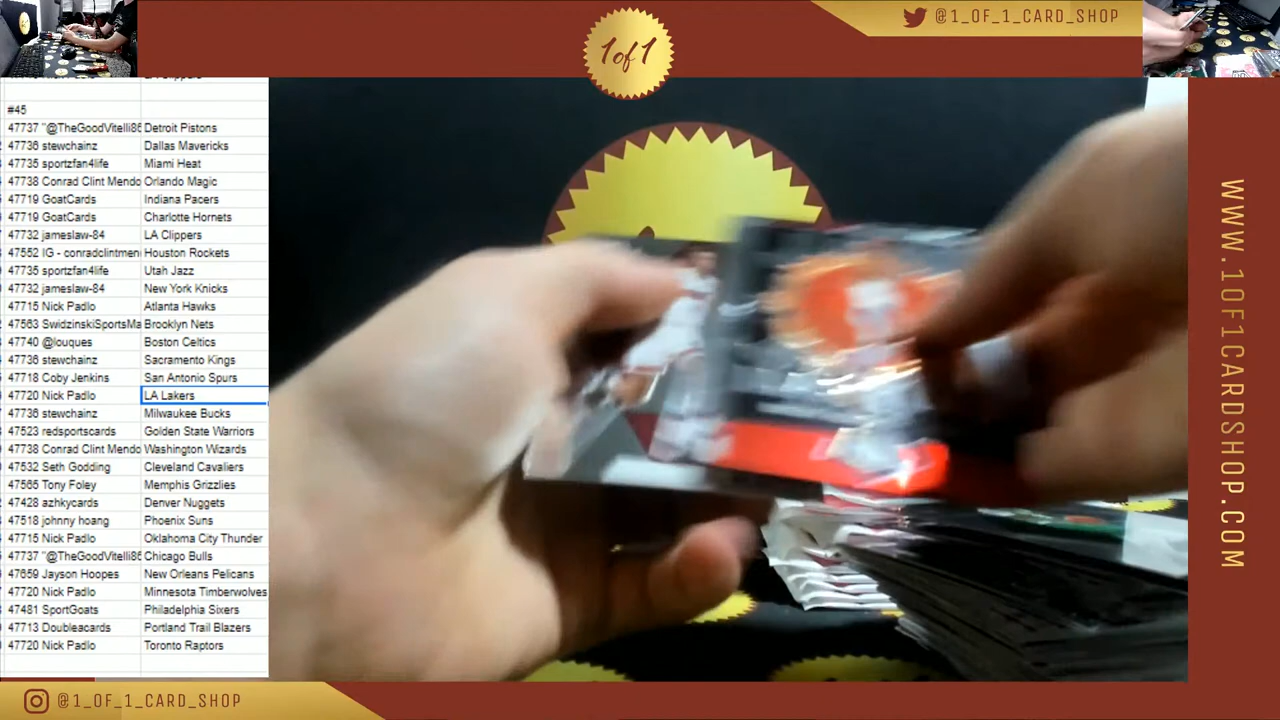 @1_OF_1_CARD_SHOP
1of1
#45
47737 "@TheGoodVitelli86 Detroit Pistons
47736 stewchainz Dallas Mavericks
47735 sportzfan4life Miami Heat
47738 Conrad Clint Mendo Orlando Magic
47719 GoatCards Indiana Pacers
47719 GoatCards Charlotte Hornets
47732 jameslaw-84 LA Clippers
47552 IG - conradclintmen Houston Rockets
47735 sportzfan4life Utah Jazz
47732 jameslaw-84 New York Knicks
47715 Nick Padlo Atlanta Hawks
47563 SwidzinskiSportsMa Brooklyn Nets
47740 @louques Boston Celtics
47736 stewchainz Sacramento Kings
47718 Coby Jenkins San Antonio Spurs
47720 Nick Padlo LA Lakers
47736 stewchainz Milwaukee Bucks
47523 redsportscards Golden State Warriors
47738 Conrad Clint Mendo Washington Wizards
47532 Seth Godding Cleveland Cavaliers
47565 Tony Foley Memphis Grizzlies
47428 azhkycards Denver Nuggets
47518 johnny hoang Phoenix Suns
47715 Nick Padlo Oklahoma City Thunder
47737 "@TheGoodVitelli86 Chicago Bulls
47659 Jayson Hoopes New Orleans Pelicans
47720 Nick Padlo Minnesota Timberwolves
47481 SportGoats Philadelphia Sixers
47713 Doubleacards Portland Trail Blazers
47720 Nick Padlo Toronto Raptors
WWW.1OF1CARDSHOP.COM
@1_OF_1_CARD_SHOP